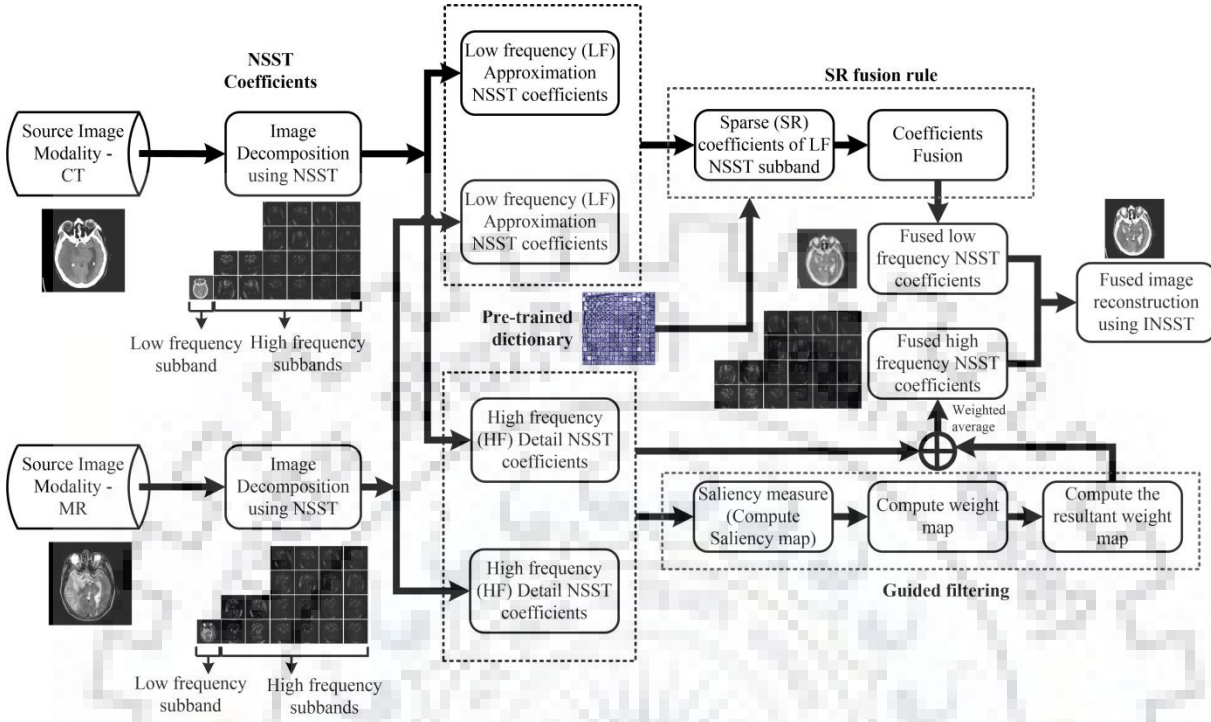 NSST
Coefficients
Source Image
Modality -
CT
Image
Decomposition
using NSST
Low frequency
subband
High frequency
subbands
Low frequency (LF)
Approximation
NSST coefficients
Low frequency (LF)
Approximation
NSST coefficients
SR fusion rule
Sparse (SR)
coefficients of LF
NSST subband
Coefficients
Fusion
Fused low
frequency NSST
coefficients
Fused image
reconstruction
using INSST
Pre-trained
dictionary
Fused high
frequency NSST
coefficients
Weighted
average
Source Image
Modality -
MR
Image
Decomposition
using NSST
Low frequency
subband
High frequency
subbands
High frequency
(HF) Detail NSST
coefficients
High frequency
(HF) Detail NSST
coefficients
Saliency measure
(Compute
Saliency map)
Compute weight
map
Compute the
resultant weight
map
Guided filtering